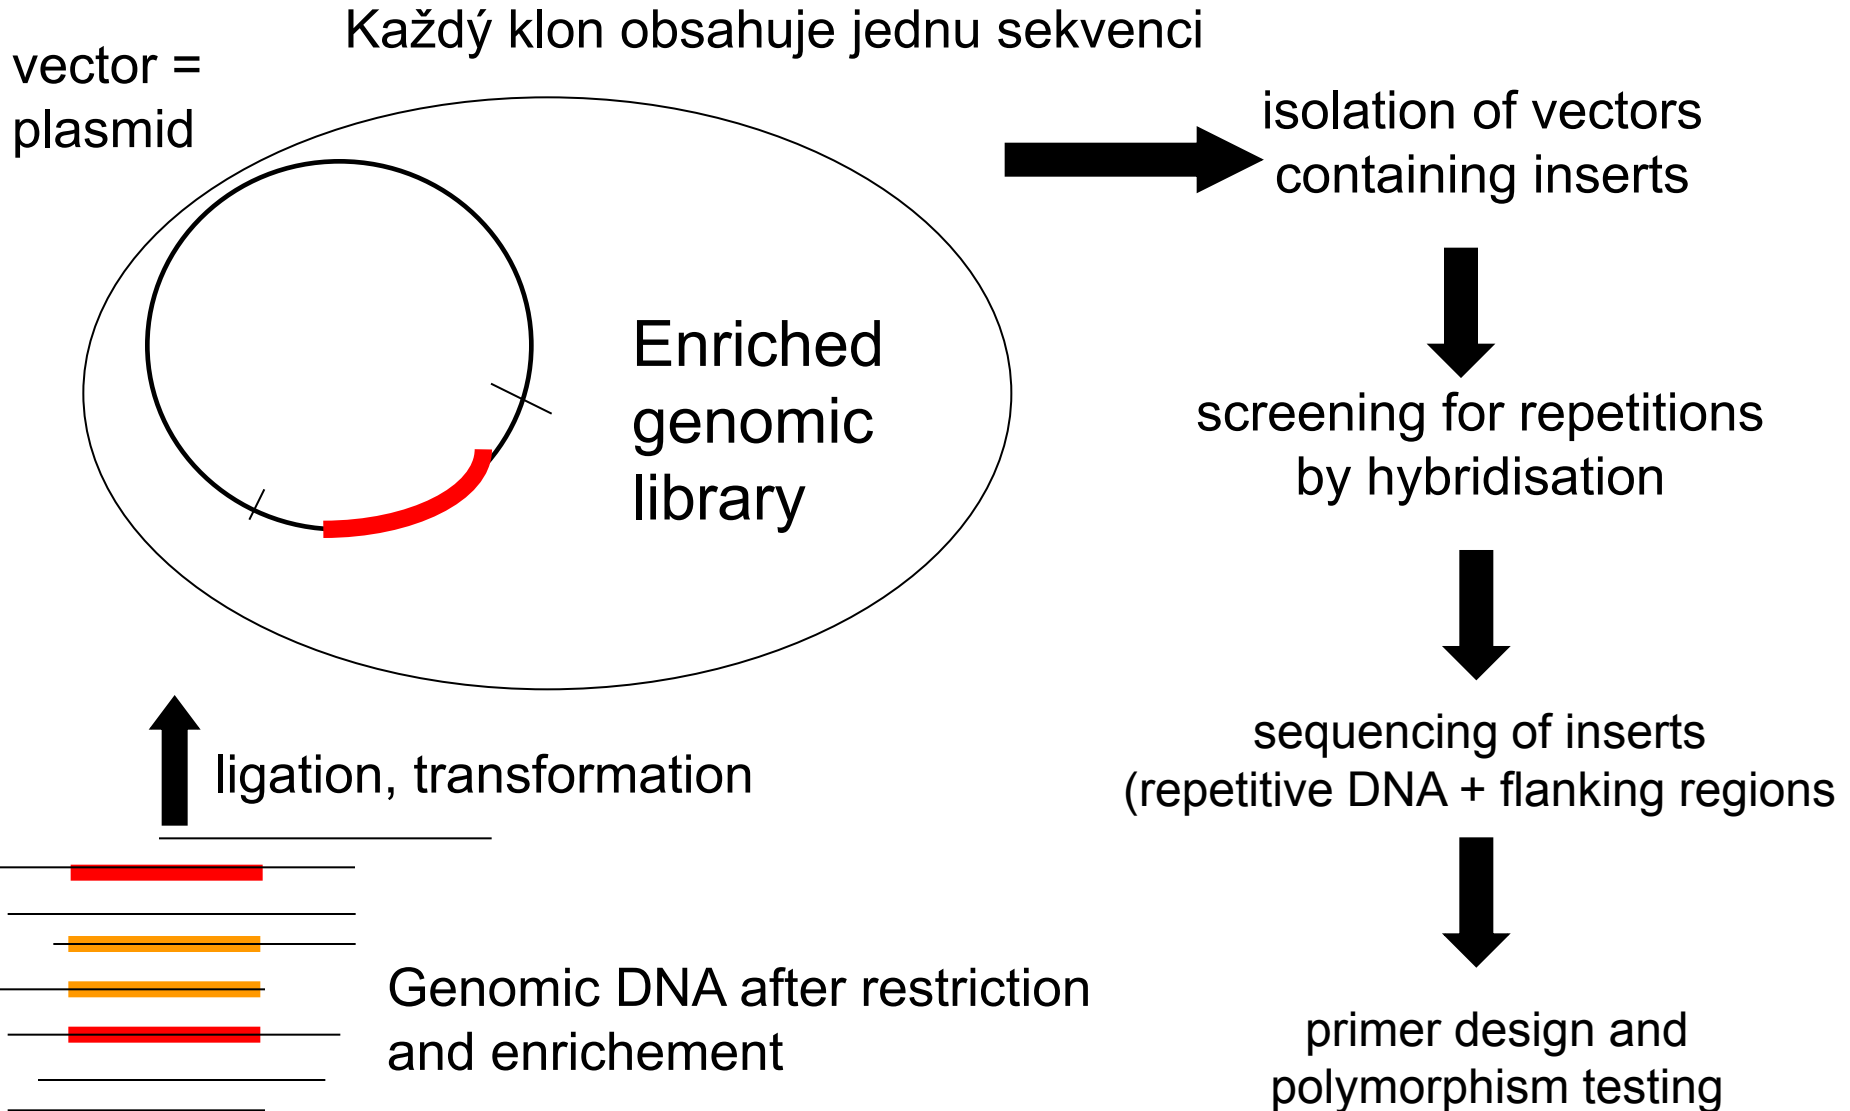 Každý klon obsahuje jednu sekvenci
vector =
plasmid
Enriched
genomic
library
ligation, transformation
Genomic DNA after restriction
and enrichement
isolation of vectors
containing inserts
screening for repetitions
by hybridisation
sequencing of inserts
(repetitive DNA + flanking regions
primer design and
polymorphism testing